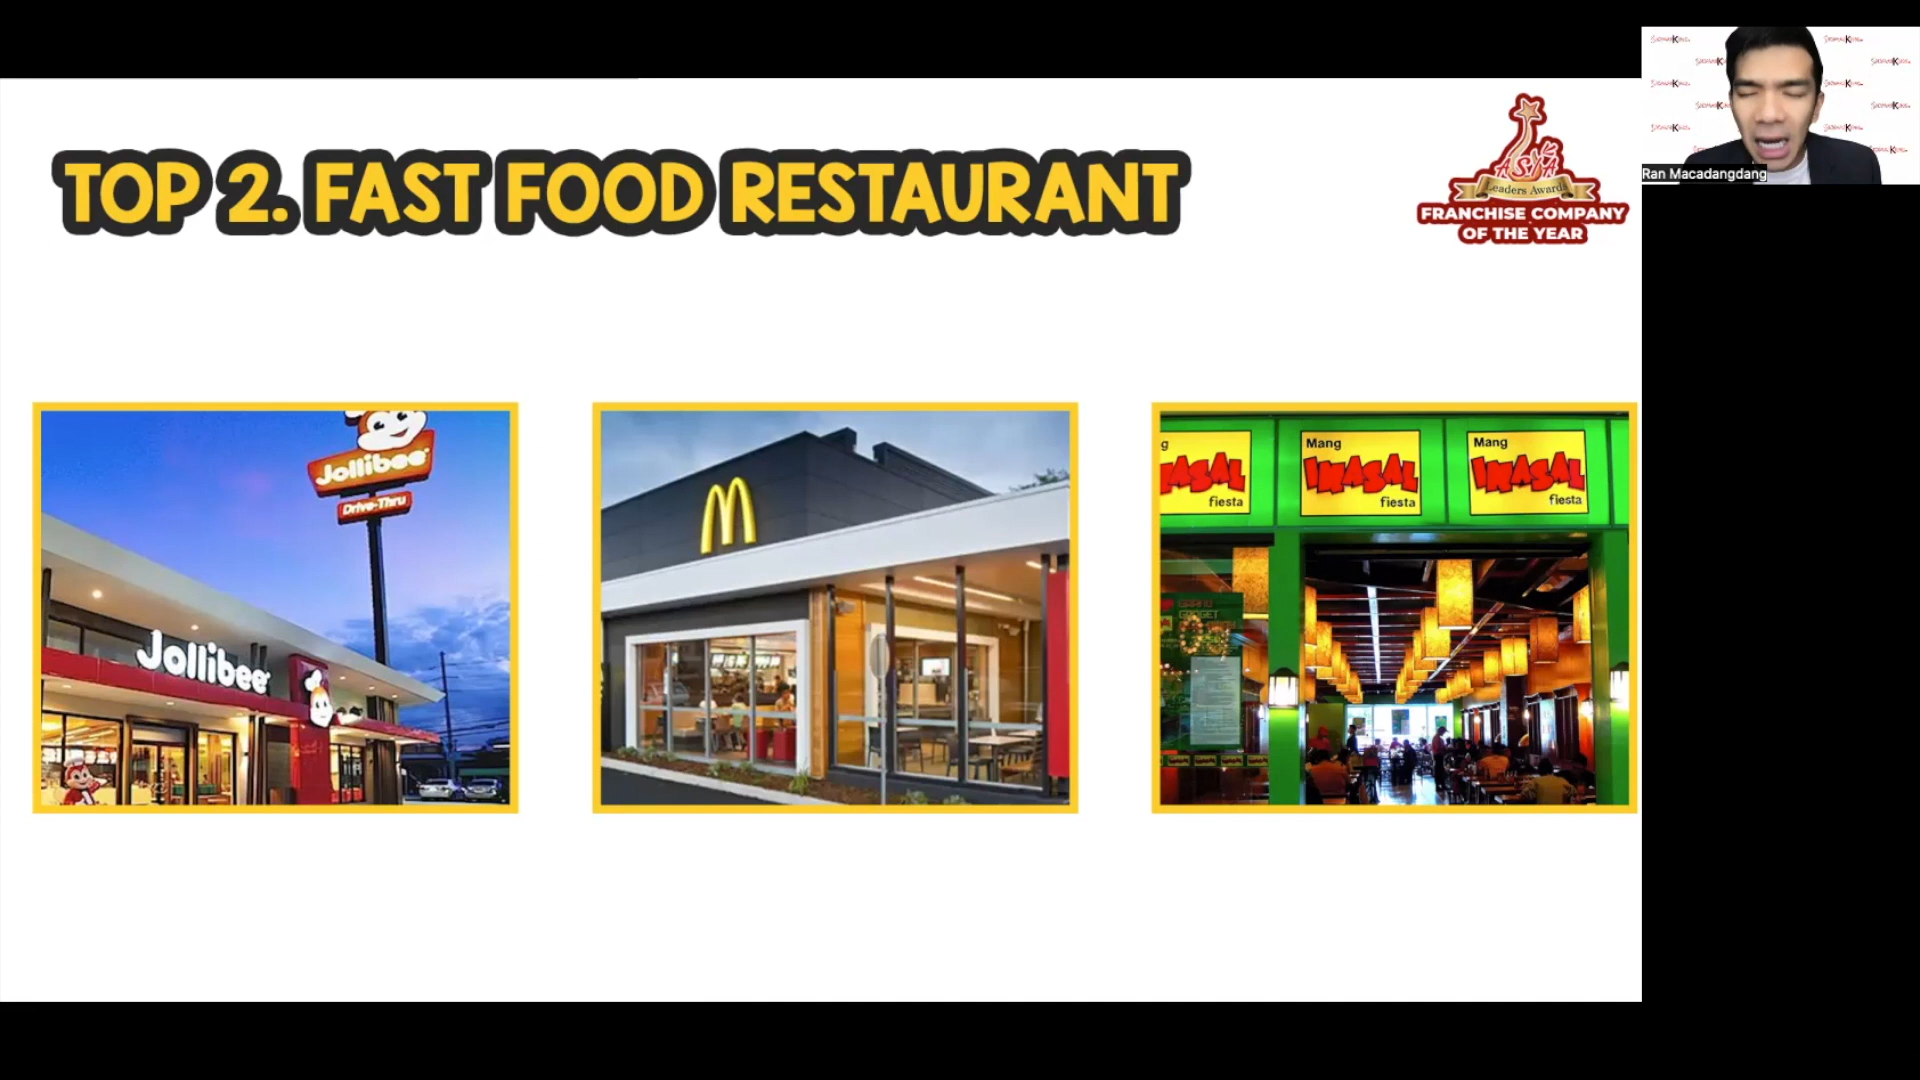 TOP 2. FAST FOOD RESTAURANT
ASYA'S
Leaders Awards
FRANCHISE COMPANY
OF THE YEAR
Ran Macadangdang
Jollibee
Drive-Thru
Jollibee
Mang
INASAL
fiesta
Mang
INASAL
fiesta
fiesta